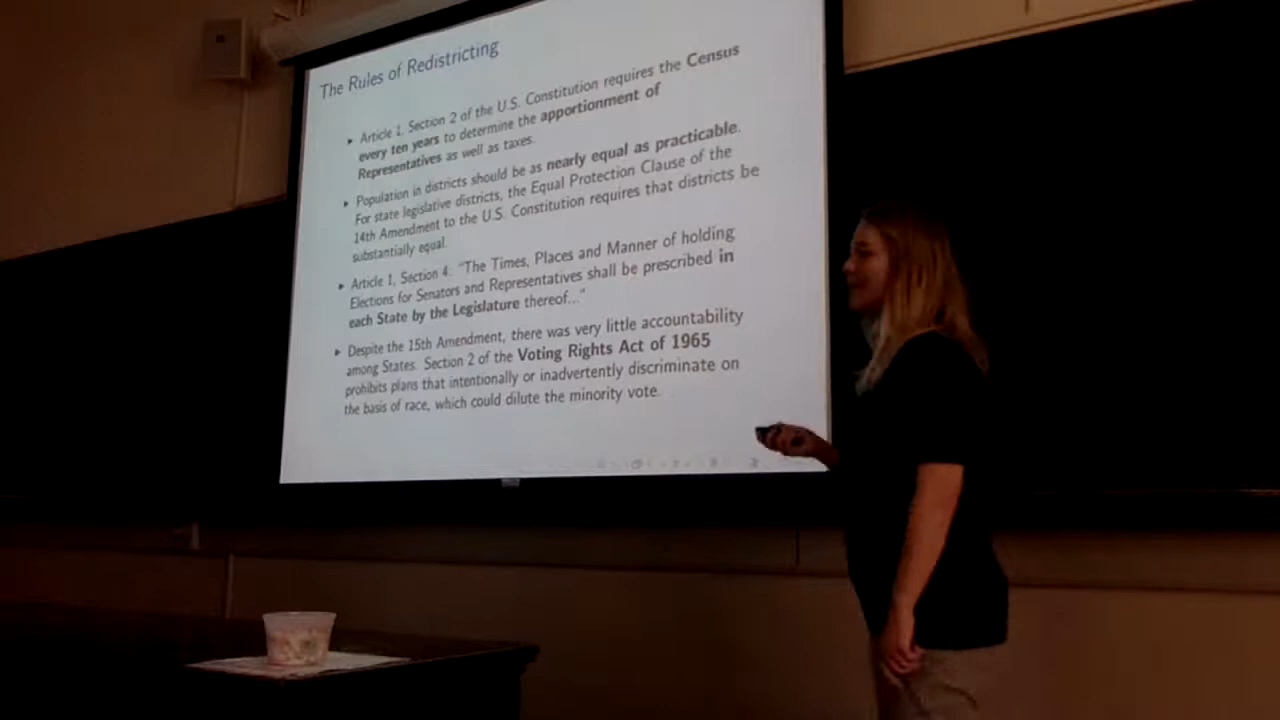 The Rules of Redistricting
Article 1, Section 2 of the U.S. Constitution requires the Census
every ten years to determine the apportionment of
Representatives as well as taxes.
Population in districts should be as nearly equal as practicable.
For state legislative districts, the Equal Protection Clause of the
14th Amendment to the U.S. Constitution requires that districts be
substantially equal.
Article 1, Section 4: "The Times, Places and Manner of holding
Elections for Senators and Representatives shall be prescribed in
each State by the Legislature thereof..."
Despite the 15th Amendment, there was very little accountability
among States. Section 2 of the Voting Rights Act of 1965
prohibits plans that intentionally or inadvertently discriminate on
the basis of race, which could dilute the minority vote.